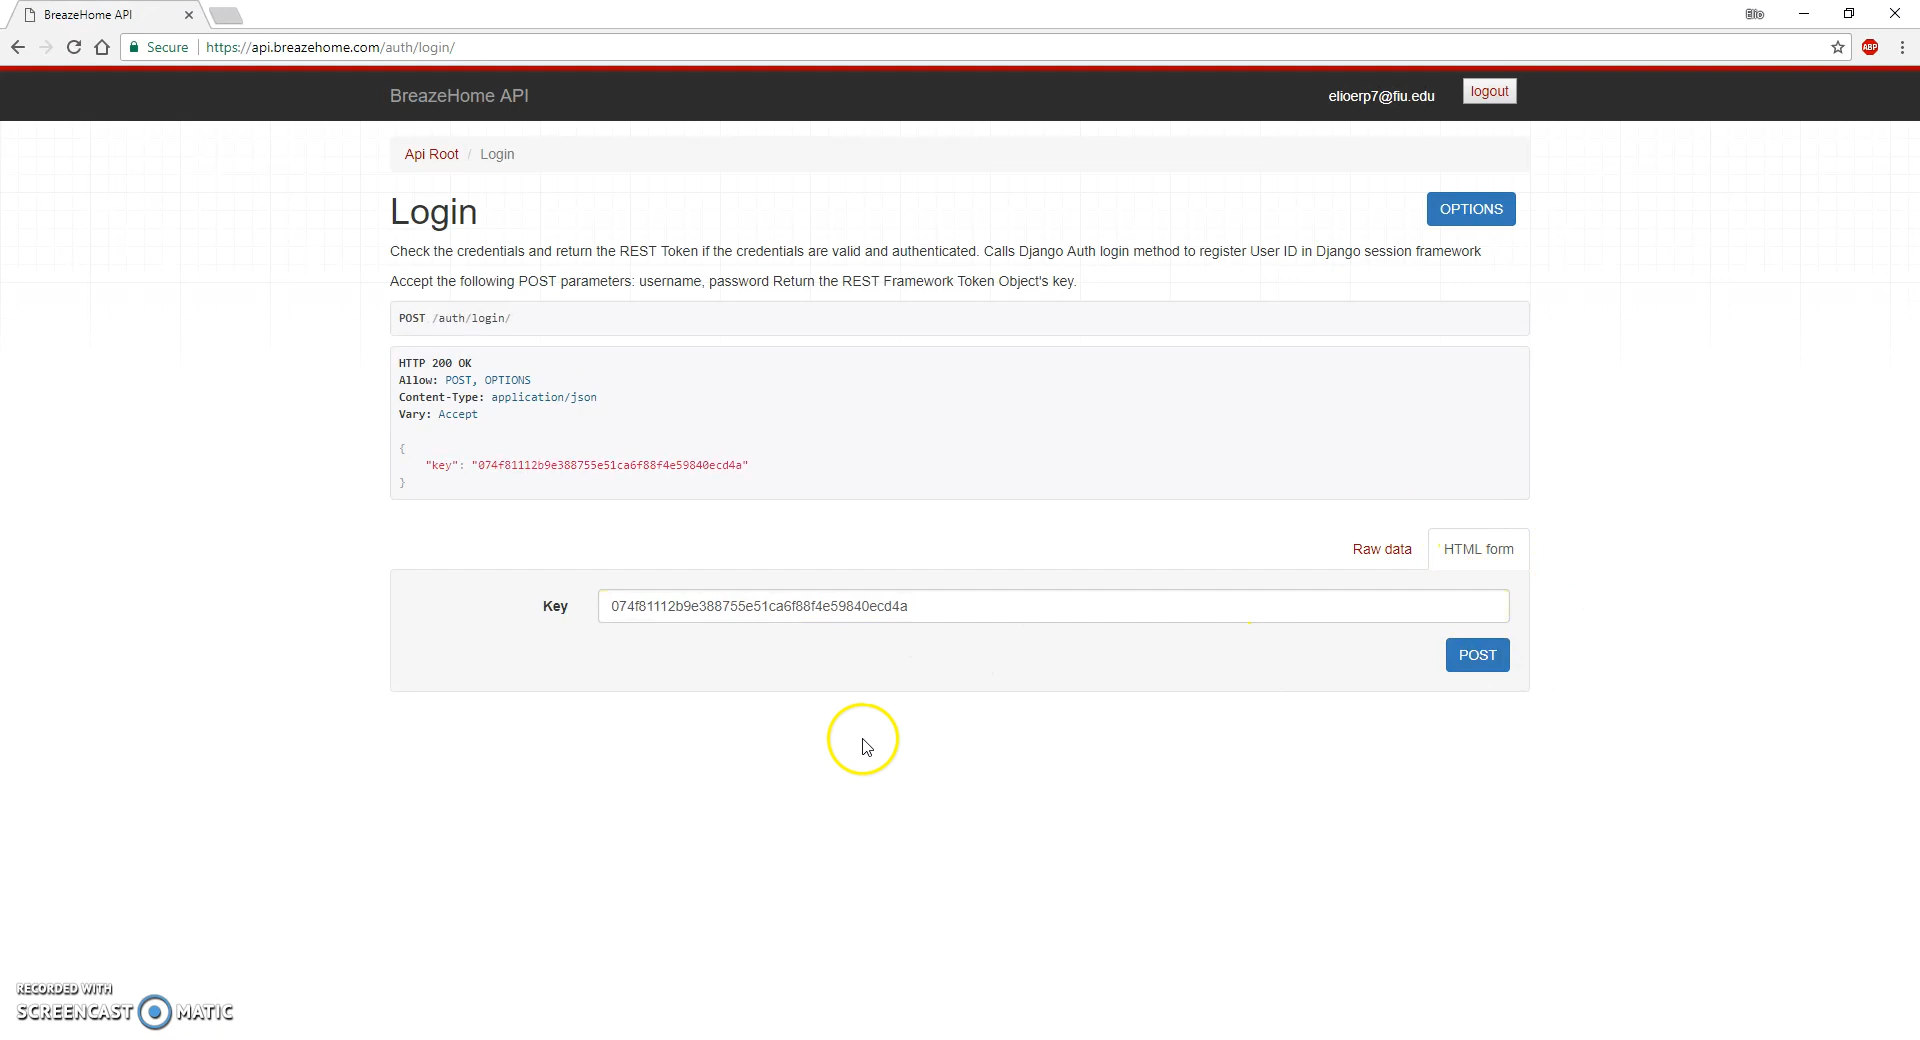 BreazeHome API
Elio
Secure
https://api.breazehome.com/auth/login/
ABP
BreazeHome API
elioerp7@fiu.edu
logout
Api Root / Login
Login
OPTIONS
Check the credentials and return the REST Token if the credentials are valid and authenticated. Calls Django Auth login method to register User ID in Django session framework
Accept the following POST parameters: username, password Return the REST Framework Token Object's key.
POST /auth/login/
HTTP 200 OK
Allow: POST, OPTIONS
Content-Type: application/json
Vary: Accept
{
"key": "074f81112b9e388755e51ca6f88f4e59840ecd4a"
}
Raw data
HTML form
Key
074f81112b9e388755e51ca6f88f4e59840ecd4a
POST
RECORDED WITH
SCREENCAST MATIC